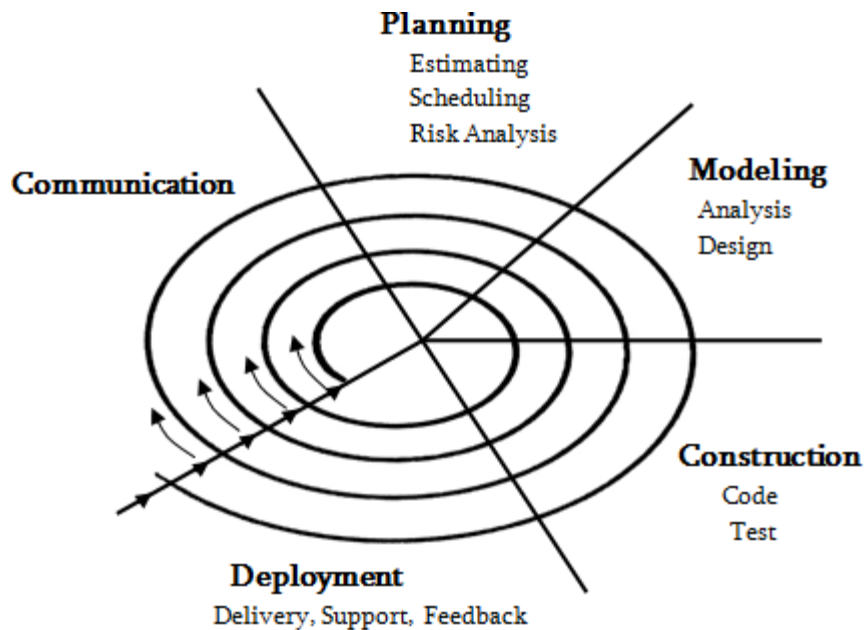 Planning
Estimating
Scheduling
Risk Analysis
Communication
Modeling
Analysis
Design
Construction
Code
Test
Deployment
Delivery, Support, Feedback